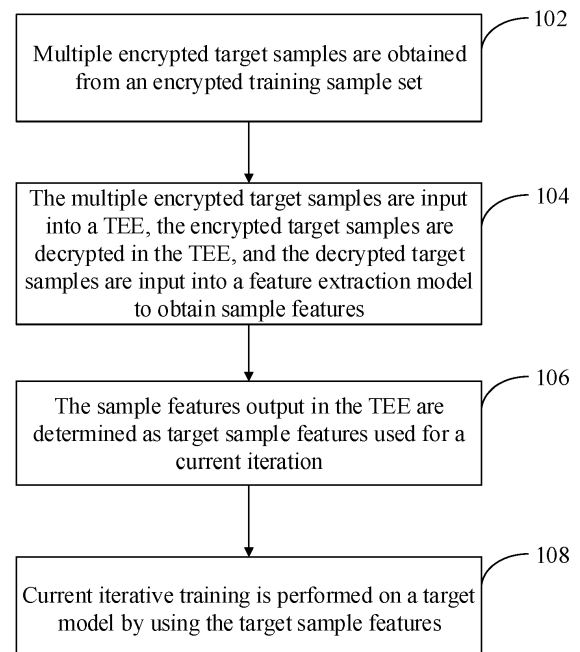 102
Multiple encrypted target samples are obtained
from an encrypted training sample set
104
The multiple encrypted target samples are input
into a TEE, the encrypted target samples are
decrypted in the TEE, and the decrypted target
samples are input into a feature extraction model
to obtain sample features
106
The sample features output in the TEE are
determined as target sample features used for a
current iteration
108
Current iterative training is performed on a target
model by using the target sample features